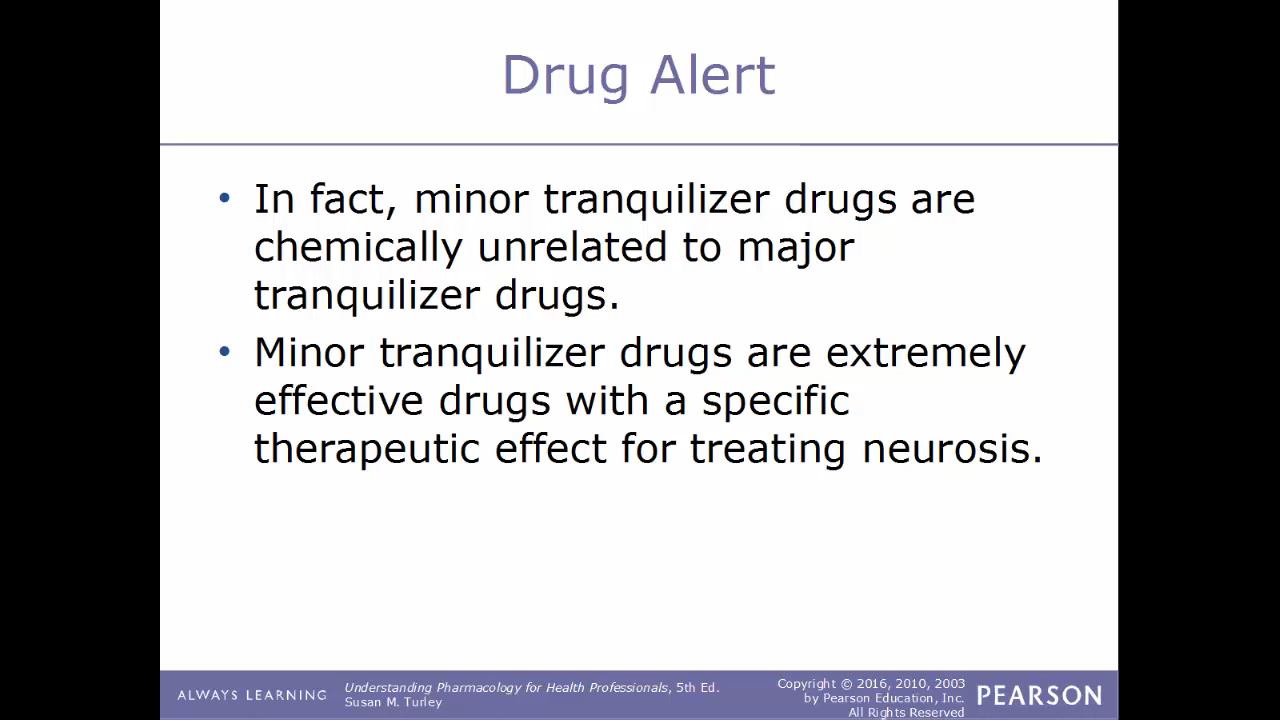 Drug Alert
• In fact, minor tranquilizer drugs are
chemically unrelated to major
tranquilizer drugs.
• Minor tranquilizer drugs are extremely
effective drugs with a specific
therapeutic effect for treating neurosis.
ALWAYS LEARNING
Understanding Pharmacology for Health Professionals, 5th Ed.
Susan M. Turley
Copyright © 2016, 2010, 2003
by Pearson Education, Inc.
All Rights Reserved
PEARSON